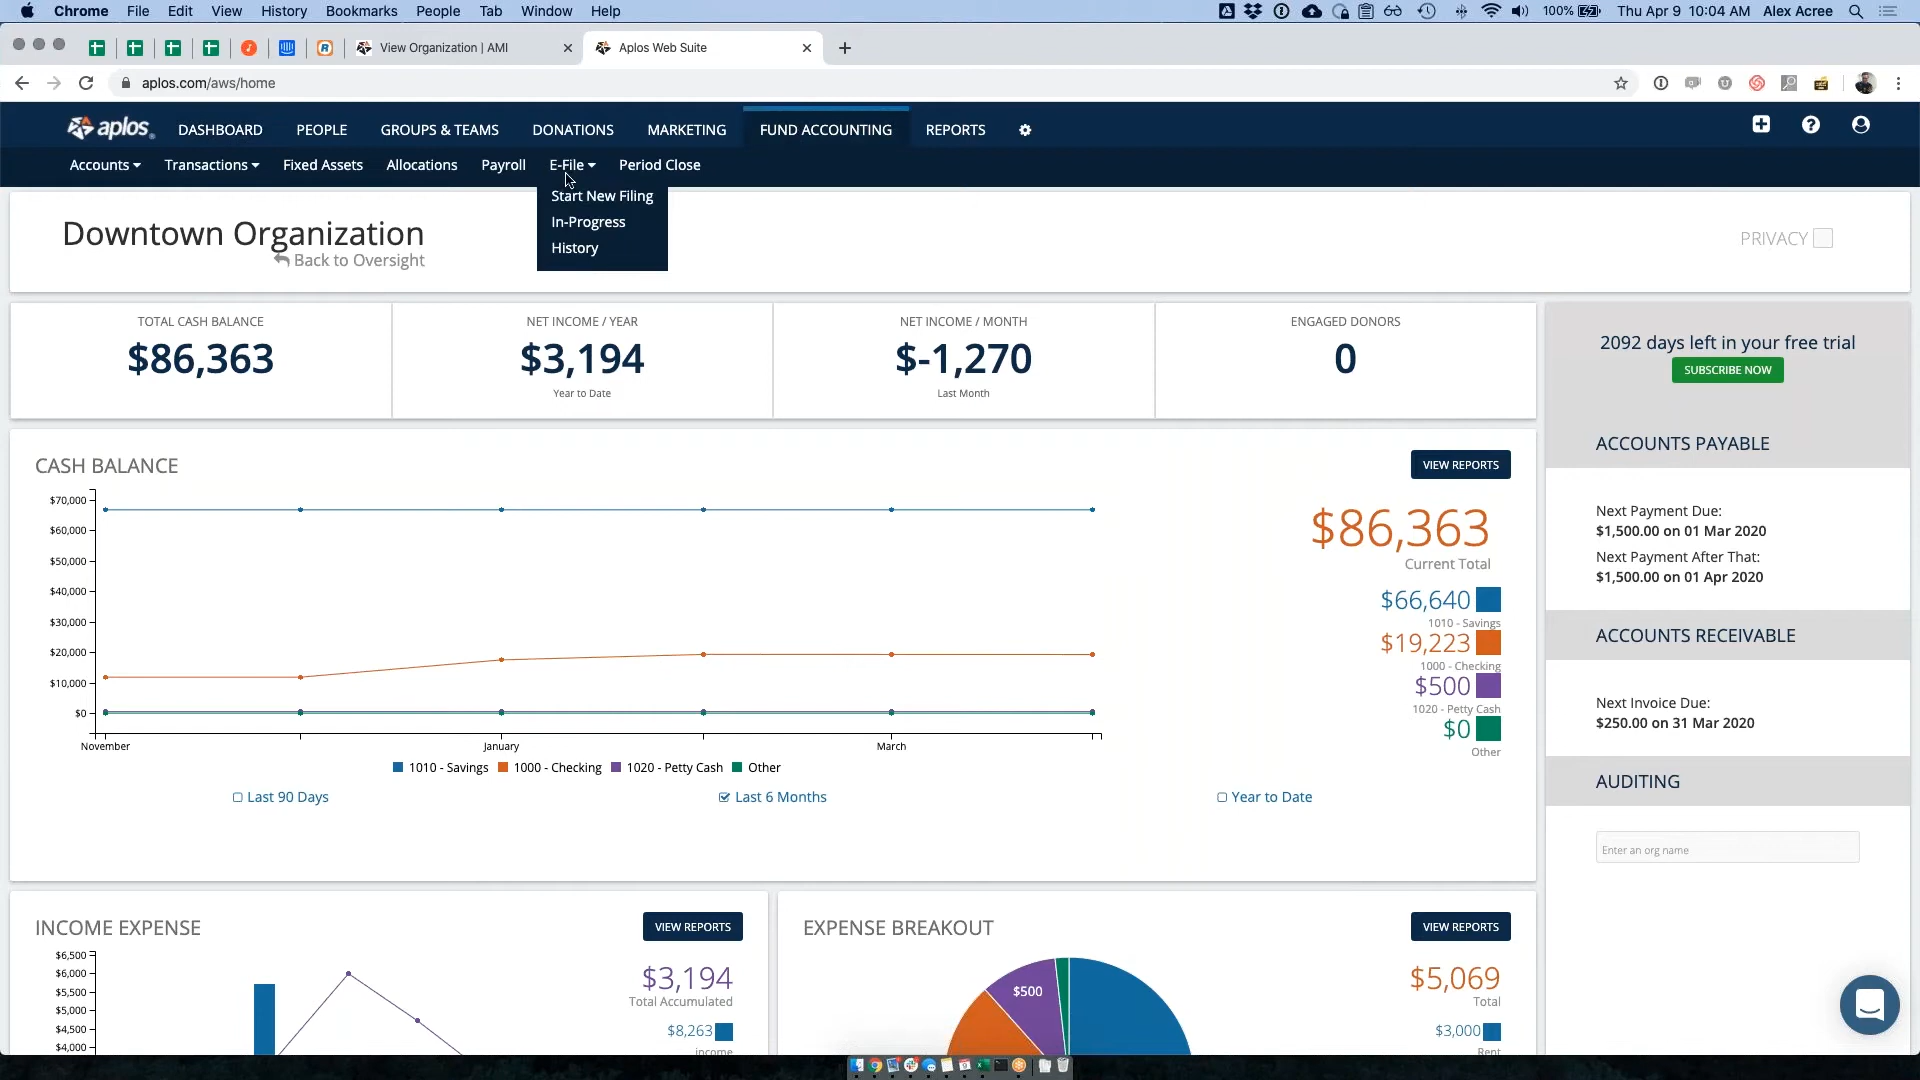 Chrome File Edit View History Bookmarks People Tab Window Help 100% Thu Apr 9 10:04 AM Alex Acree
View Organization | AMI Aplos Web Suite
aplos.com/aws/home
aplos DASHBOARD PEOPLE GROUPS & TEAMS DONATIONS MARKETING FUND ACCOUNTING REPORTS
Accounts Transactions Fixed Assets Allocations Payroll E-File Period Close
Start New Filing
In-Progress
History
Downtown Organization
Back to Oversight
PRIVACY
TOTAL CASH BALANCE
$86,363
NET INCOME / YEAR
$3,194
Year to Date
NET INCOME / MONTH
$-1,270
Last Month
ENGAGED DONORS
0
2092 days left in your free trial
SUBSCRIBE NOW
ACCOUNTS PAYABLE
Next Payment Due:
$1,500.00 on 01 Mar 2020
Next Payment After That:
$1,500.00 on 01 Apr 2020
ACCOUNTS RECEIVABLE
Next Invoice Due:
$250.00 on 31 Mar 2020
AUDITING
Enter an org name
CASH BALANCE
VIEW REPORTS
$70,000
$60,000
$50,000
$40,000
$30,000
$20,000
$10,000
$0
November January March
1010 - Savings 1000 - Checking 1020 - Petty Cash Other
Last 90 Days Last 6 Months Year to Date
$86,363
Current Total
$66,640
1010 - Savings
$19,223
1000 - Checking
$500
1020 - Petty Cash
$0
Other
INCOME EXPENSE
VIEW REPORTS
$6,500
$6,000
$5,500
$5,000
$4,500
$4,000
$3,194
Total Accumulated
$8,263
income
EXPENSE BREAKOUT
VIEW REPORTS
$500
$5,069
Total
$3,000
Rent